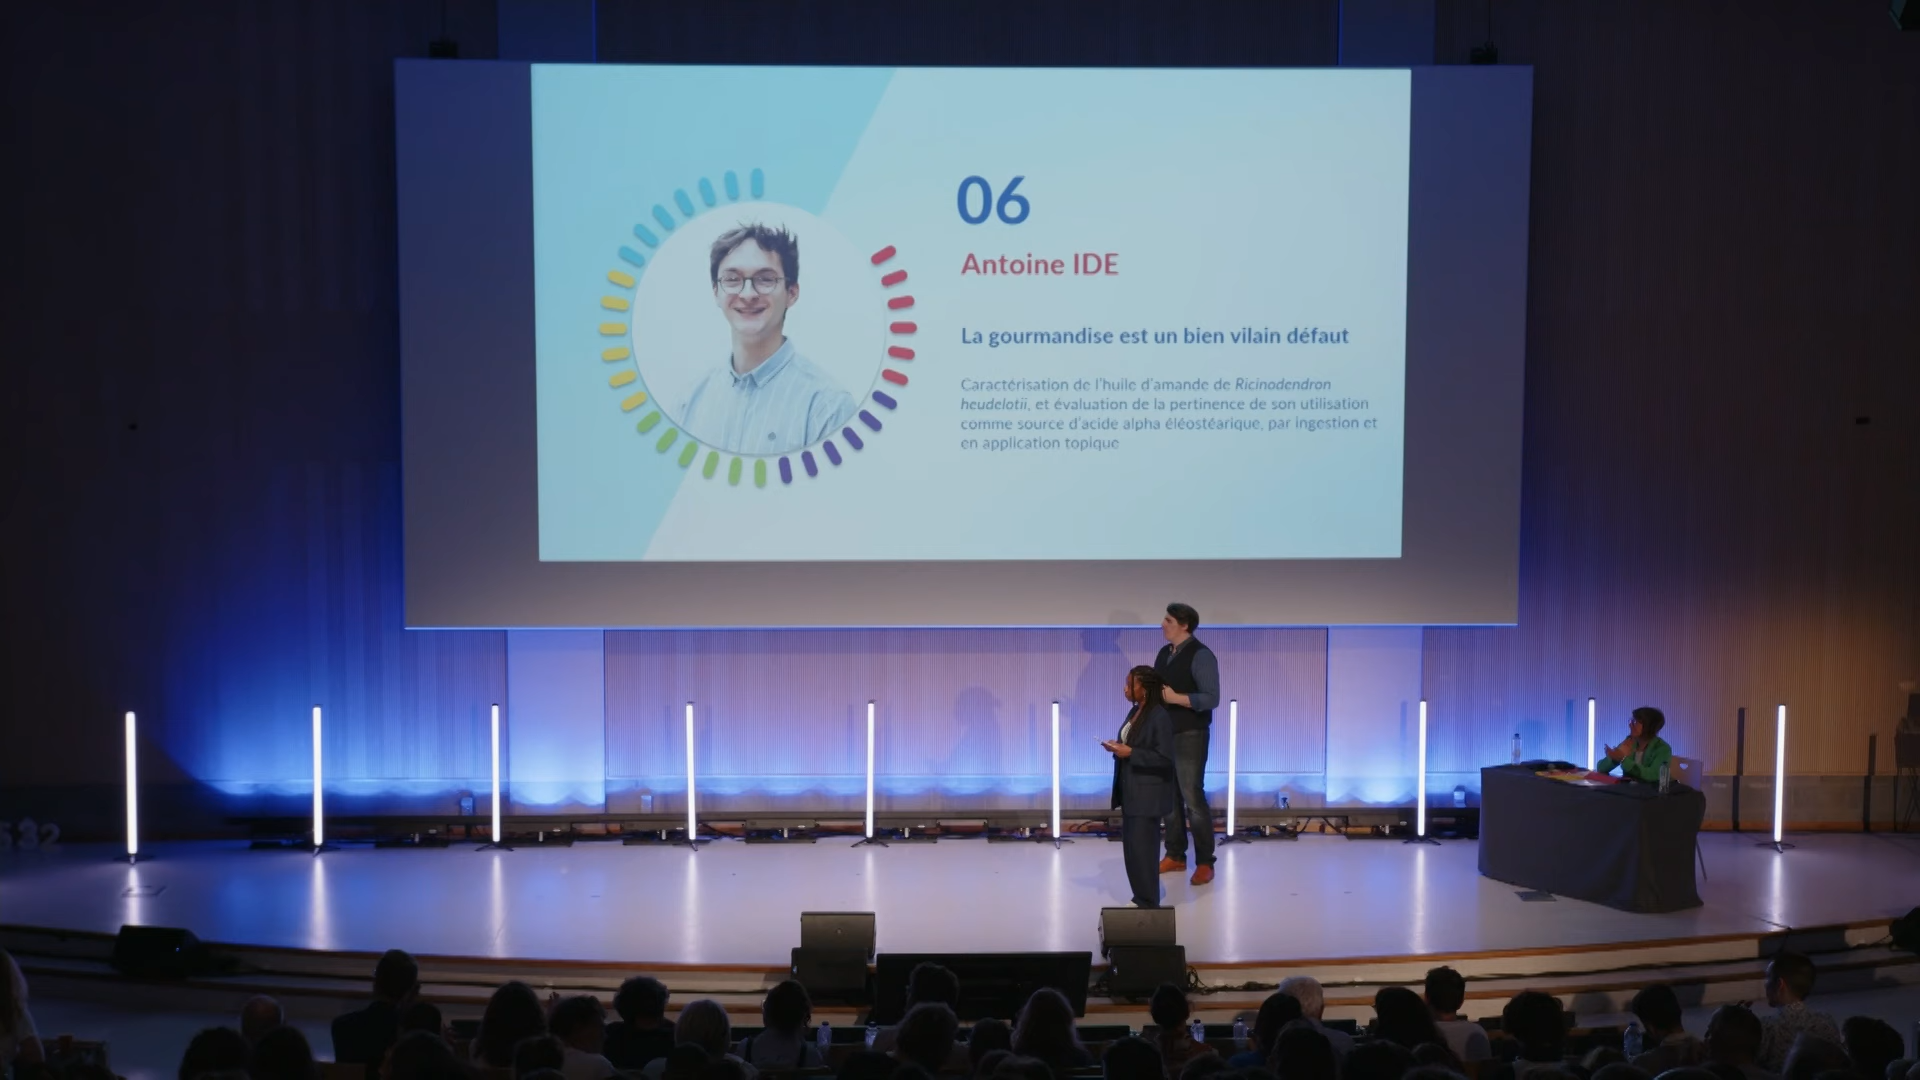 06
Antoine IDE
La gourmandise est un bien vilain défaut
Caractérisation de l'huile d'amande de Ricinodendron
heudelotii, et évaluation de la pertinence de son utilisation
comme source d'acide alpha éléostéarique, par ingestion et
en application topique